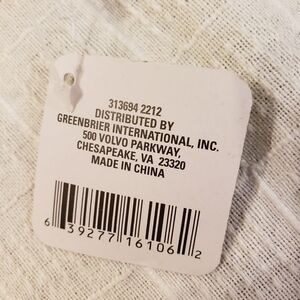 313694 2212
DISTRIBUTED BY
GREENBRIER INTERNATIONAL, INC.
500 VOLVO PARKWAY,
CHESAPEAKE, VA 23320
MADE IN CHINA
6 39277 16106 2